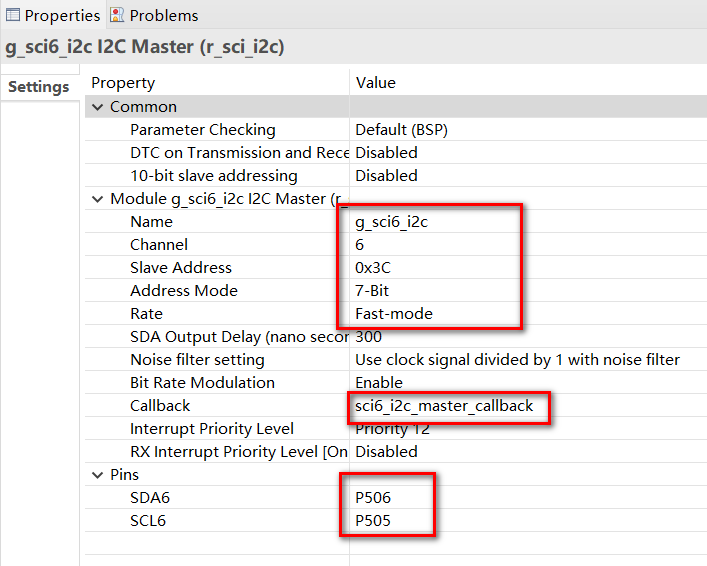 Properties Problems
g_sci6_i2c I2C Master (r_sci_i2c)
Settings
Property Value
Common
Parameter Checking Default (BSP)
DTC on Transmission and Rece Disabled
10-bit slave addressing Disabled
Module g_sci6_i2c I2C Master (r_
Name g_sci6_i2c
Channel 6
Slave Address 0x3C
Address Mode 7-Bit
Rate Fast-mode
SDA Output Delay (nano secor 300
Noise filter setting Use clock signal divided by 1 with noise filter
Bit Rate Modulation Enable
Callback sci6_i2c_master_callback
Interrupt Priority Level Priority 12
RX Interrupt Priority Level [On Disabled
Pins
SDA6 P506
SCL6 P505